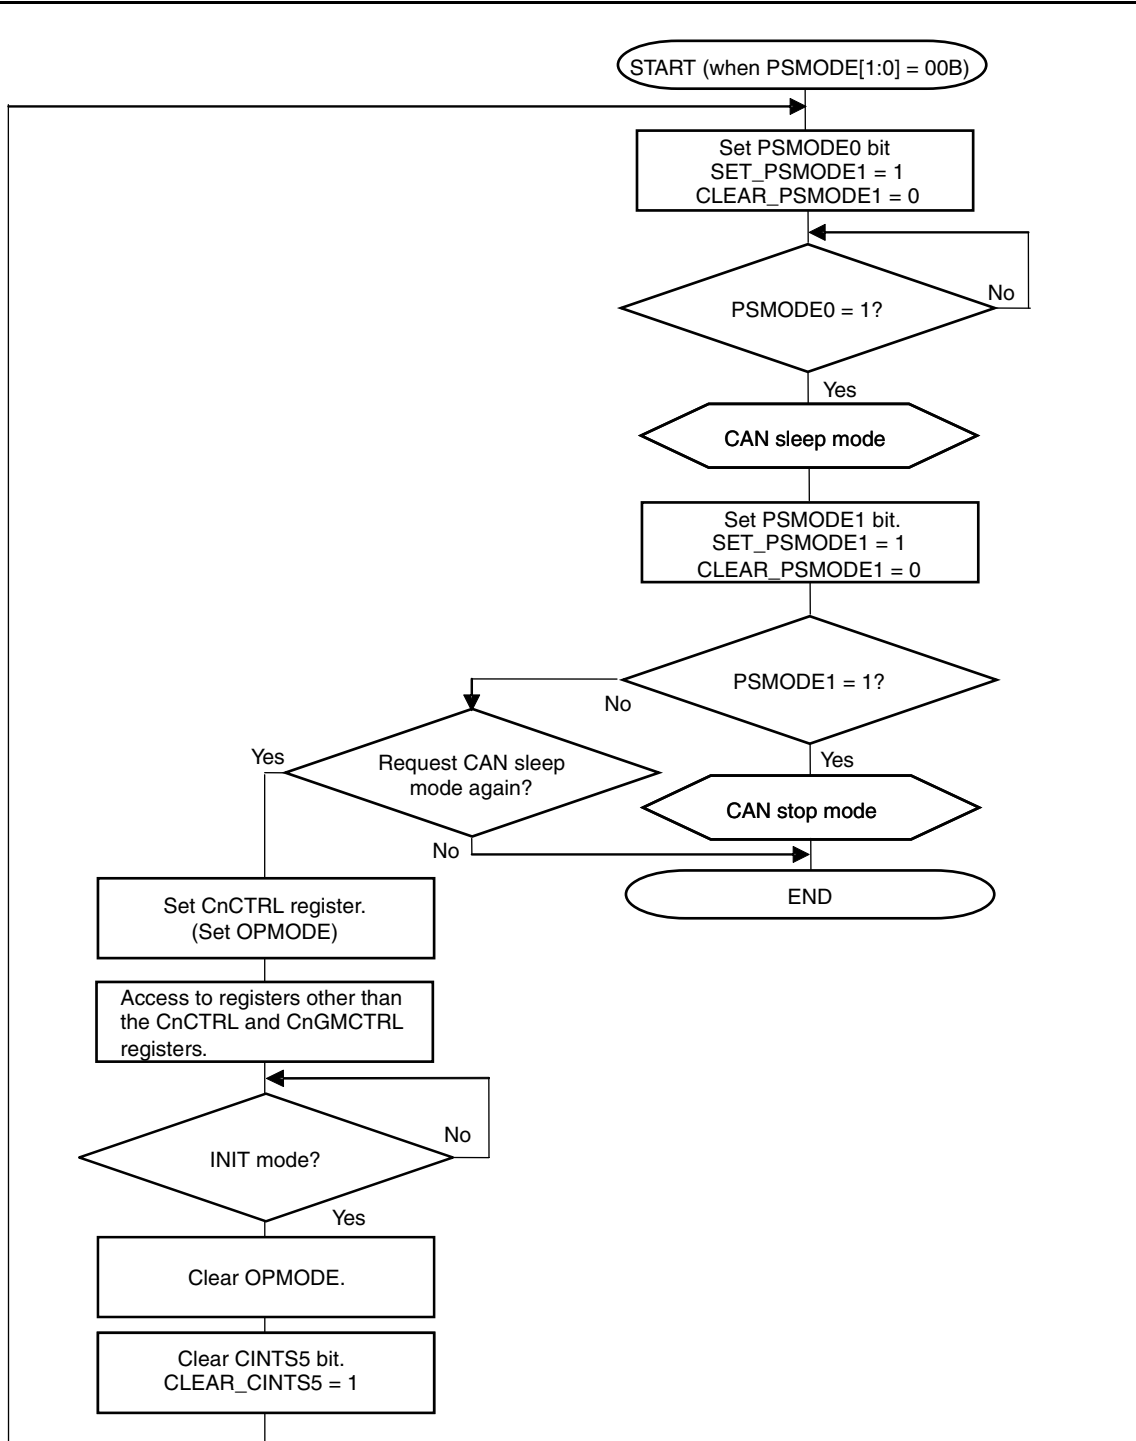 START (when PSMODE[1:0] = 00B)
Set PSMODE0 bit
SET_PSMODE1 = 1
CLEAR_PSMODE1 = 0
PSMODE0 = 1?
No
Yes
CAN sleep mode
Set PSMODE1 bit.
SET_PSMODE1 = 1
CLEAR_PSMODE1 = 0
PSMODE1 = 1?
No
Yes
Request CAN sleep
mode again?
Yes
No
CAN stop mode
END
Set CnCTRL register.
(Set OPMODE)
Access to registers other than
the CnCTRL and CnGMCTRL
registers.
INIT mode?
No
Yes
Clear OPMODE.
Clear CINTS5 bit.
CLEAR_CINTS5 = 1